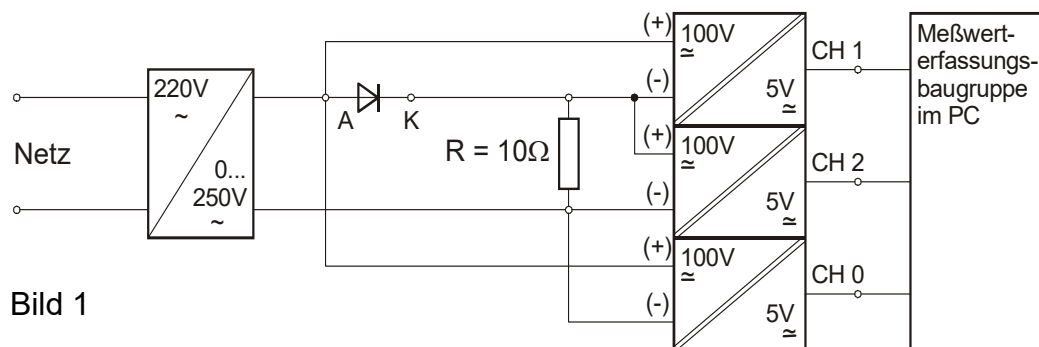 220V
~
0...
250V
~
Netz
A
K
R = 10Ω
(+)
(-)
100V
≃
5V
≃
CH 1
(+)
(-)
100V
≃
5V
≃
CH 2
(+)
(-)
100V
≃
5V
≃
CH 0
Meßwert-
erfassungs-
baugruppe
im PC
Bild 1